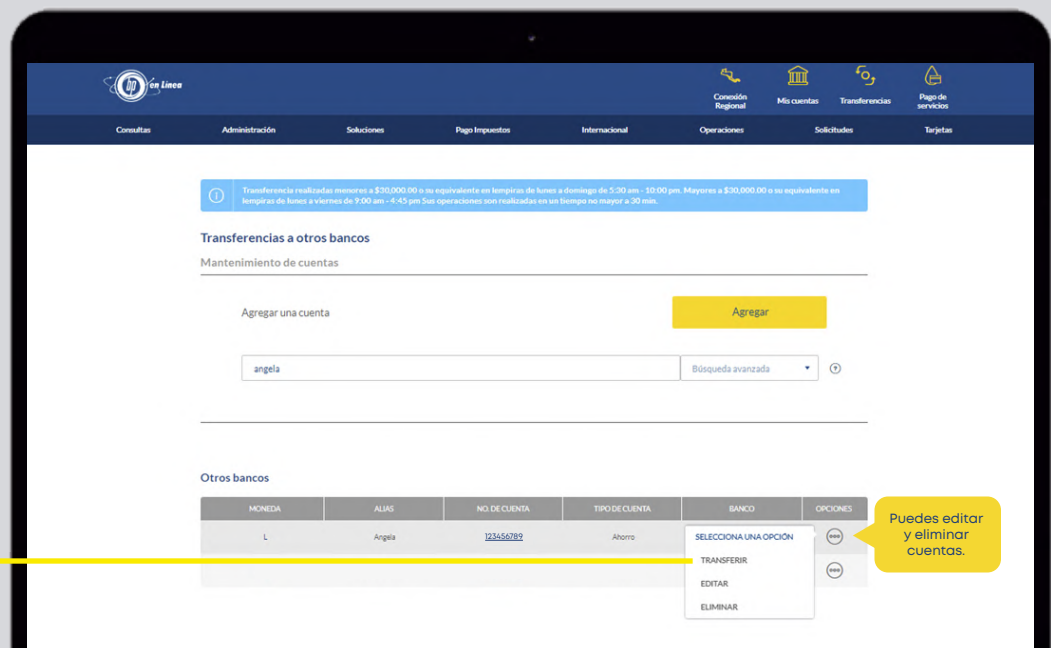 bp en Línea
Conexión
Regional
Mis cuentas
Transferencias
Pago de
servicios
Consultas
Administración
Soluciones
Pago Impuestos
Internacional
Operaciones
Solicitudes
Tarjetas
Transferencia realizadas menores a $30,000.00 o su equivalente en lempiras de lunes a domingo de 5:30 am - 10:00 pm. Mayores a $30,000.00 o su equivalente en
lempiras de lunes a viernes de 9:00 am - 4:45 pm Sus operaciones son realizadas en un tiempo no mayor a 30 min.
Transferencias a otros bancos
Mantenimiento de cuentas
Agregar una cuenta
Agregar
angela
Búsqueda avanzada
Otros bancos
MONEDA
ALIAS
NO. DE CUENTA
TIPO DE CUENTA
BANCO
OPCIONES
L
Angela
123456789
Ahorro
SELECCIONA UNA OPCIÓN
TRANSFERIR
EDITAR
ELIMINAR
Puedes editar
y eliminar
cuentas.